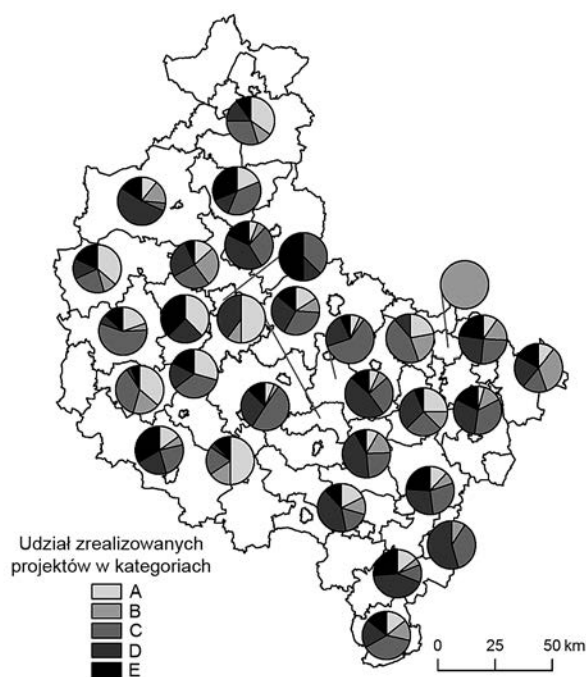 Udział zrealizowanych
projektów w kategoriach
A
B
C
D
E
0 25 50 km